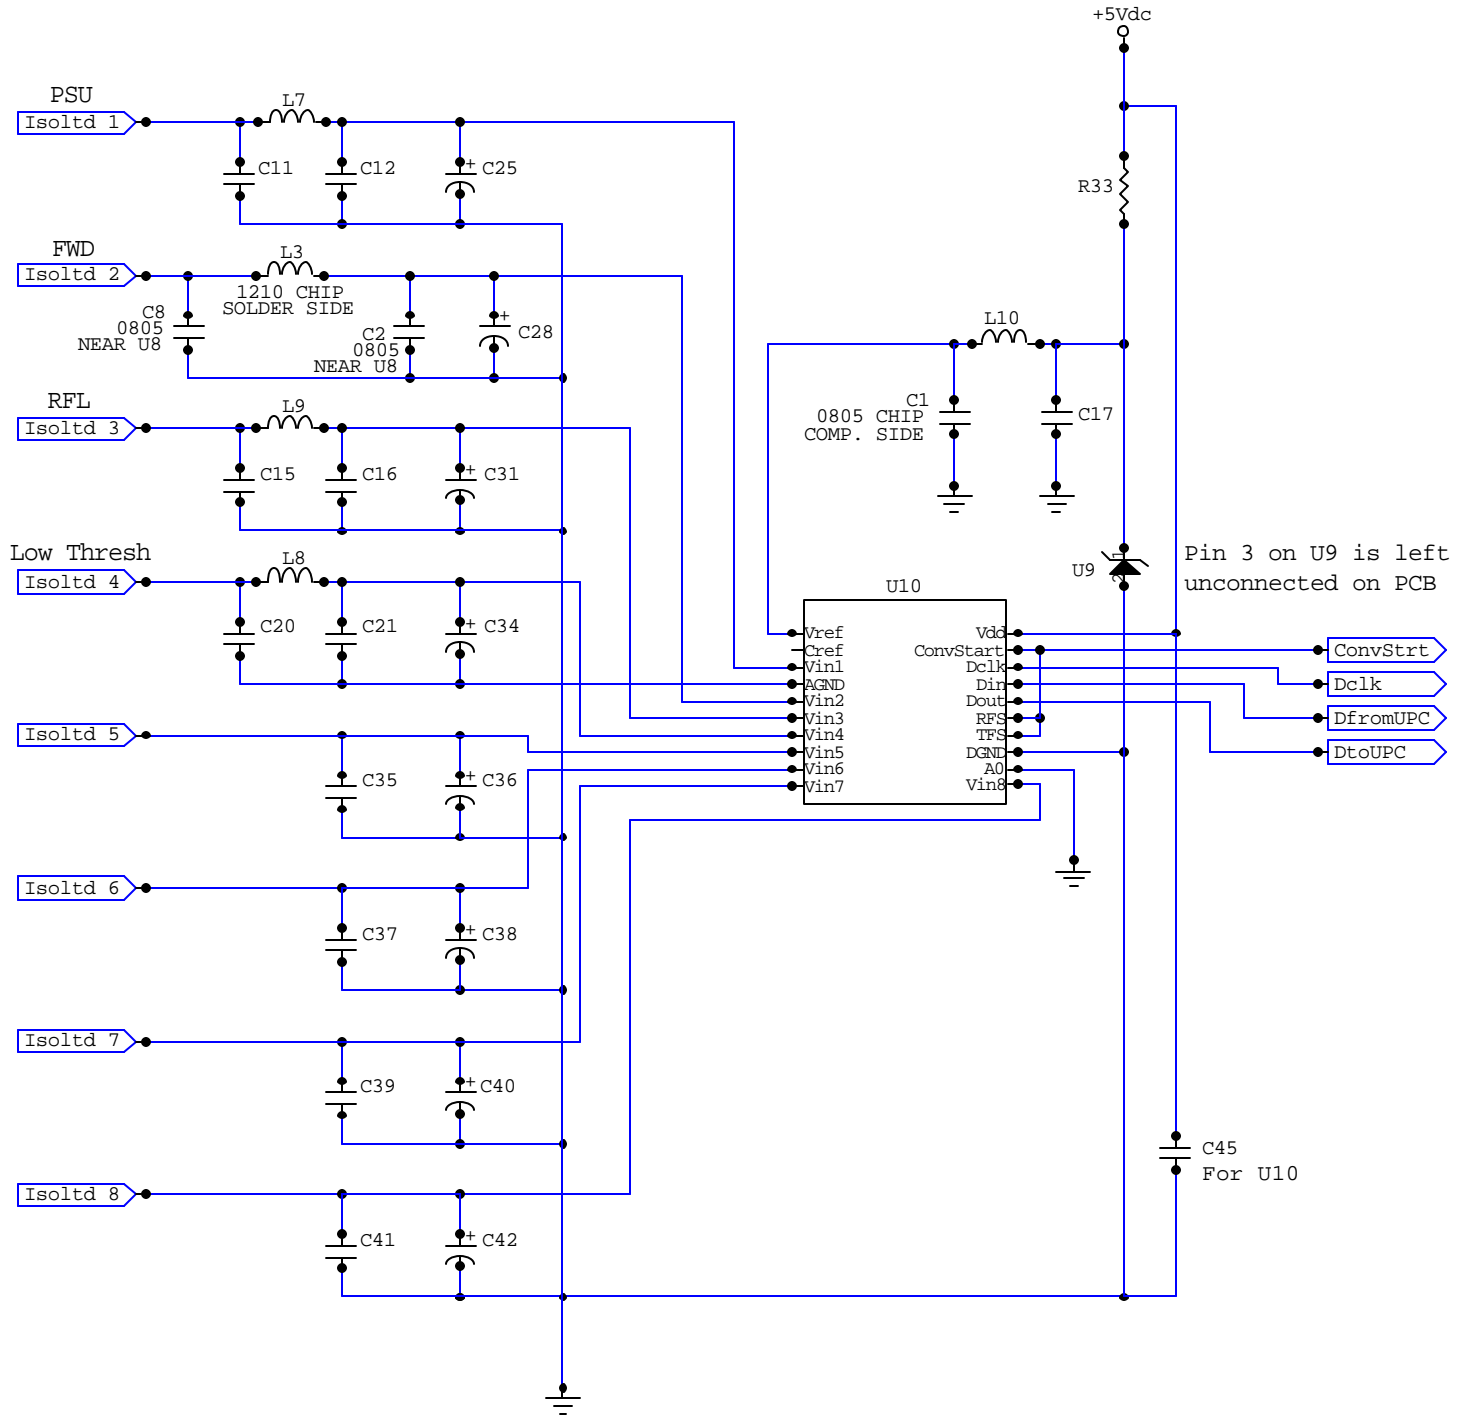 +5Vdc
PSU
Isoltd 1
L7
C11
C12
+
C25
R33
FWD
Isoltd 2
L3
1210 CHIP
SOLDER SIDE
C8
0805
NEAR U8
C2
0805
NEAR U8
+
C28
L10
C1
0805 CHIP
COMP. SIDE
C17
RFL
Isoltd 3
L9
C15
C16
+
C31
Low Thresh
Isoltd 4
L8
C20
C21
+
C34
U9
1
2
Pin 3 on U9 is left
unconnected on PCB
U10
Vref
Cref
Vin1
AGND
Vin2
Vin3
Vin4
Vin5
Vin6
Vin7
Vdd
ConvStart
Dclk
Din
Dout
RFS
TFS
DGND
A0
Vin8
ConvStrt
Dclk
DfromUPC
DtoUPC
Isoltd 5
C35
+
C36
Isoltd 6
C37
+
C38
Isoltd 7
C39
+
C40
Isoltd 8
C41
+
C42
C45
For U10